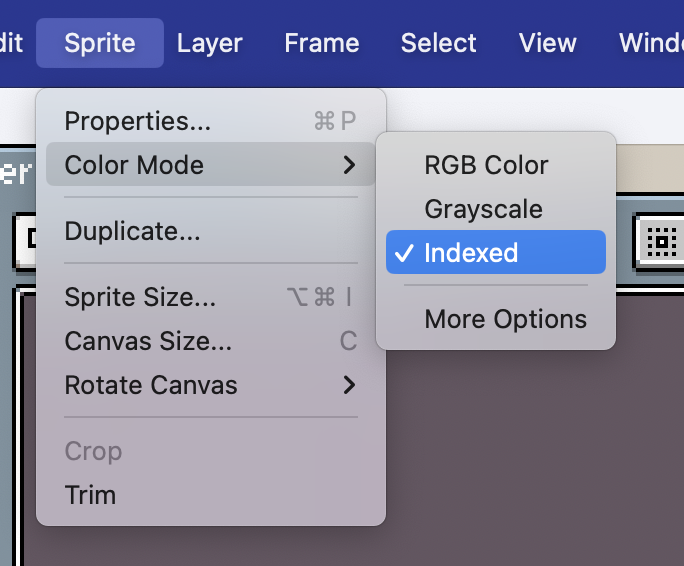 dit Sprite Layer Frame Select View Windo
Properties... ⌘P
er
Color Mode
RGB Color
Grayscale
Duplicate...
✓ Indexed
Sprite Size... ⌥⌘I
More Options
Canvas Size... C
Rotate Canvas
Crop
Trim